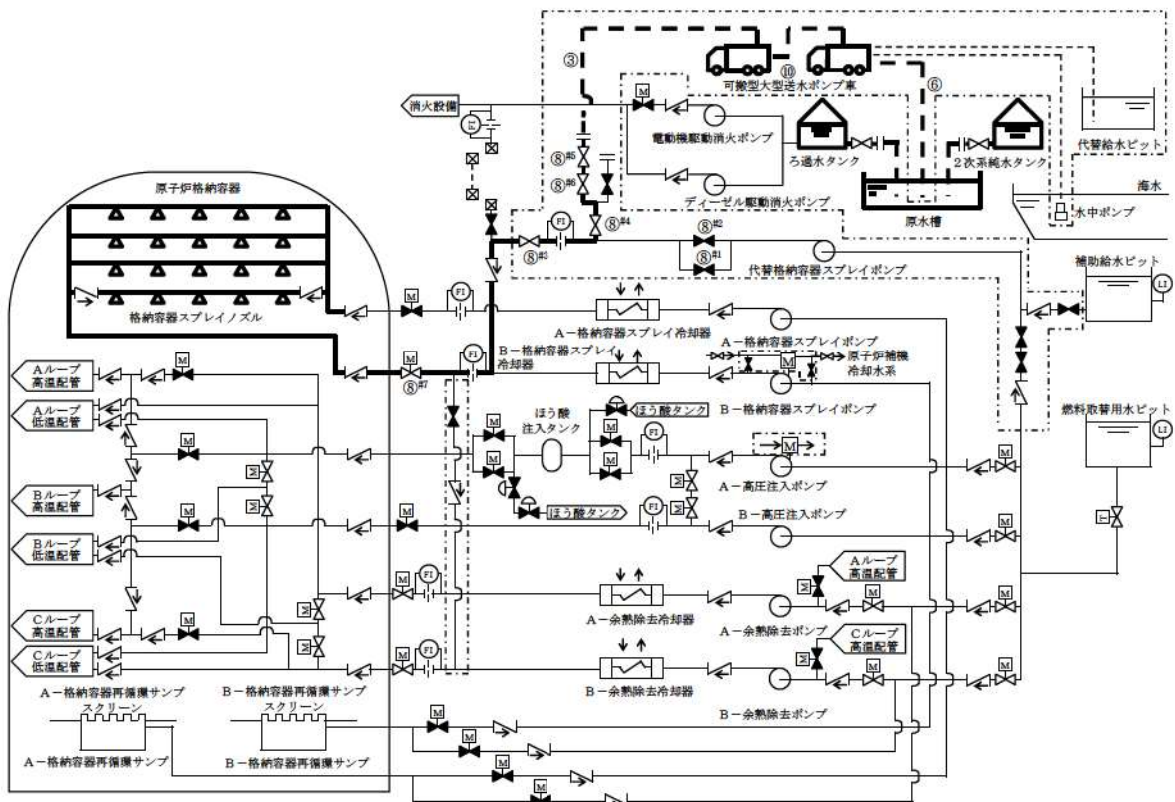 ③
⑩
⑥
可搬型大型送水ポンプ車
消火設備
M
FI
電動機駆動消火ポンプ
ろ過水タンク
2次系純水タンク
代替給水ピット
⑧#5
⑧#6
原子炉格納容器
ディーゼル駆動消火ポンプ
原水槽
海水
水中ポンプ
⑧#4
⑧#2
⑧#3
⑧#1
代替格納容器スプレイポンプ
補助給水ピット
LI
M
FI
格納容器スプレイノズル
A-格納容器スプレイ冷却器
A-格納容器スプレイポンプ
B-格納容器スプレイ
冷却器
FI
M
⑧#7
M
原子炉補機
冷却水系
Aループ
高温配管
M
B-格納容器スプレイポンプ
Aループ
低温配管
ほう酸
注入タンク
ほう酸タンク
燃料取替用水ピット
LI
M
M
M
FI
M
M
M
M
A-高圧注入ポンプ
M
Bループ
高温配管
M
M
ほう酸タンク
FI
M
B-高圧注入ポンプ
T
M
M
M
Bループ
低温配管
Aループ
高温配管
M
FI
M
M
M
M
A-余熱除去冷却器
A-余熱除去ポンプ
Cループ
高温配管
M
Cループ
高温配管
Cループ
低温配管
M
M
FI
M
M
M
B-余熱除去冷却器
B-余熱除去ポンプ
A-格納容器再循環サンプ
スクリーン
B-格納容器再循環サンプ
スクリーン
M
M
A-格納容器再循環サンプ
B-格納容器再循環サンプ
M
M